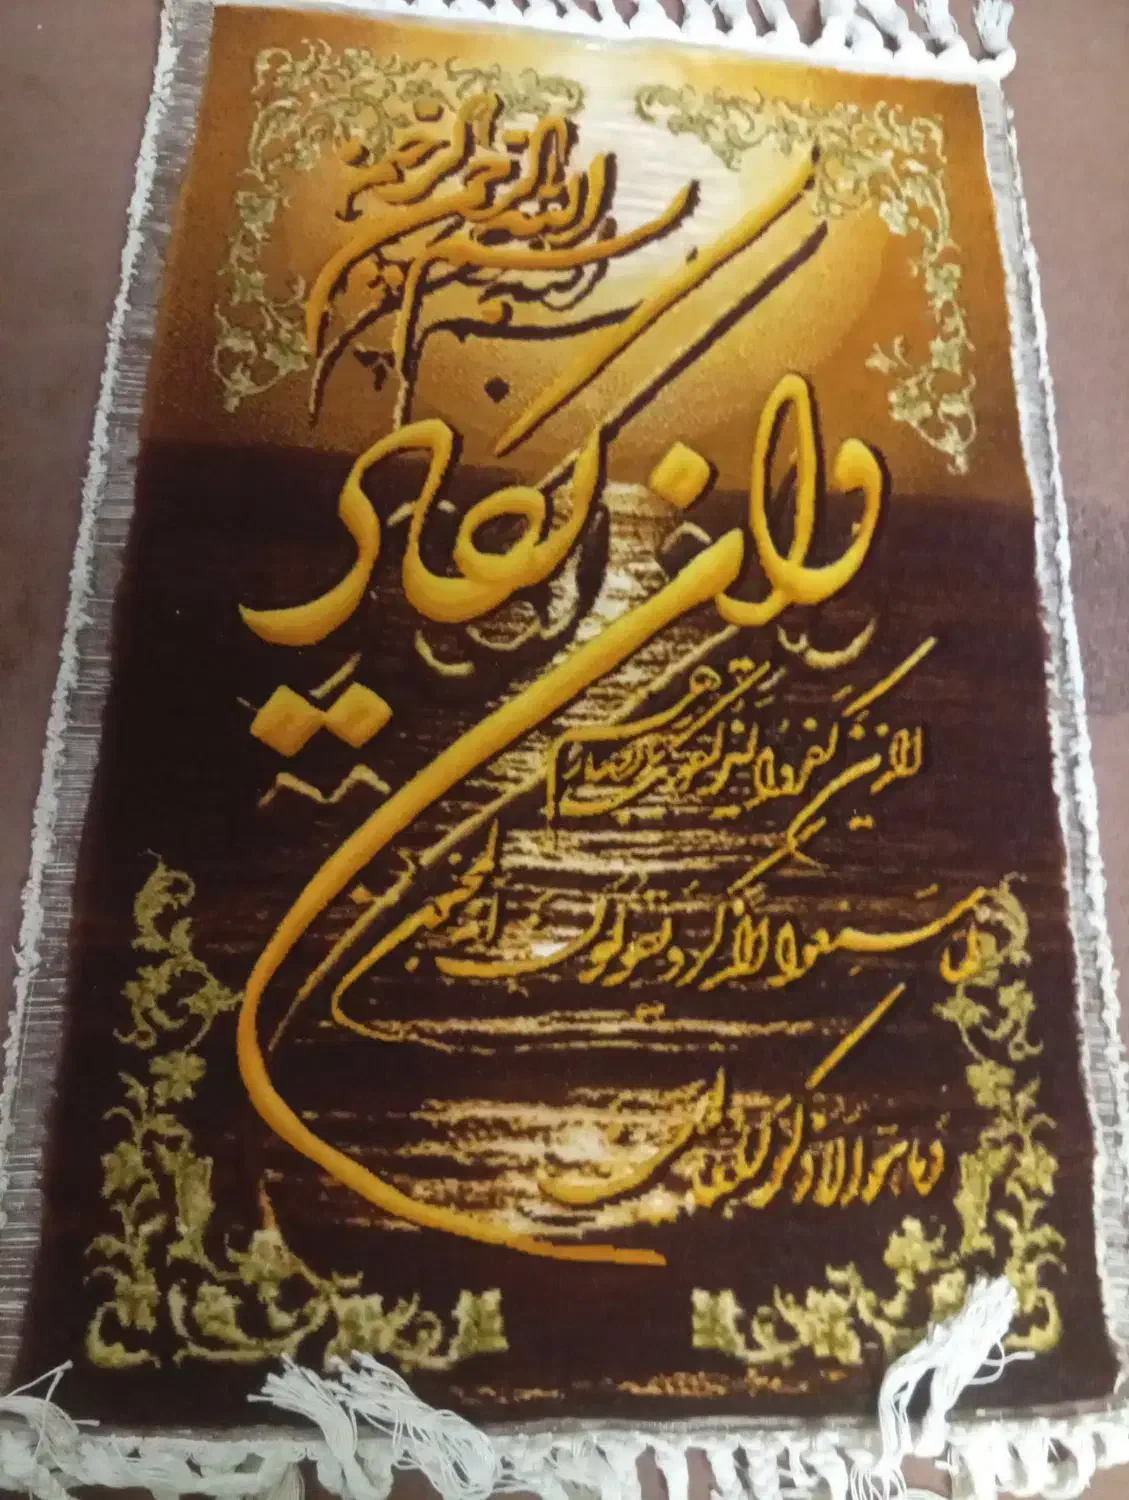 بسم الله الرحمن الرحیم
وان یکاد
الذین کفروا لیزلقونک بابصارهم
لما سمعوا الذکر و یقولون انه لمجنون
وما هو الا ذکر للعالمین